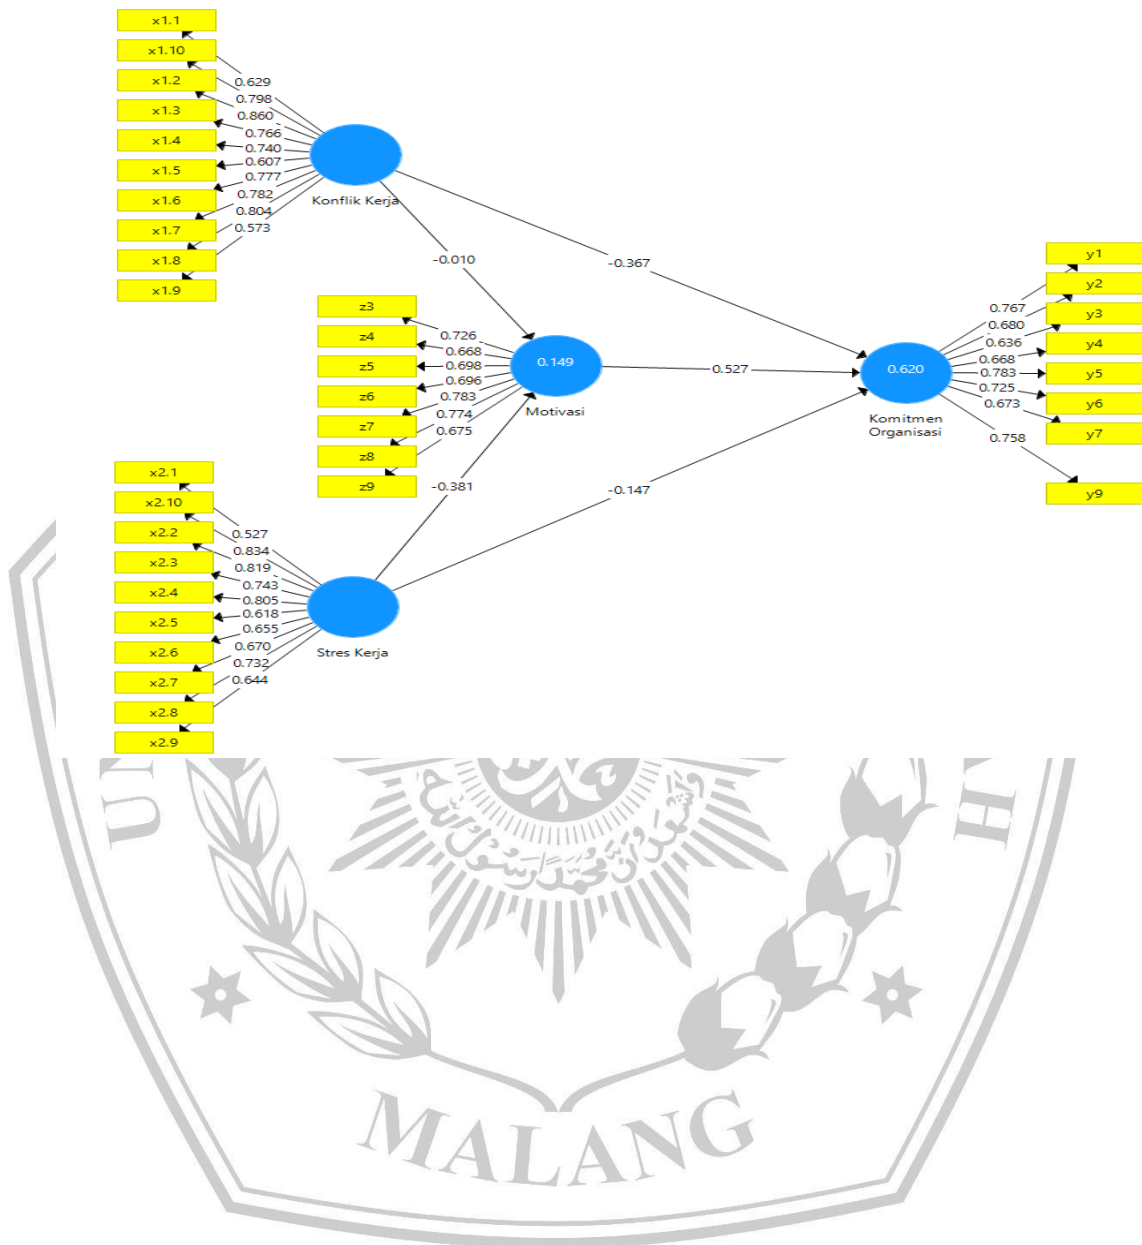 x1.1
x1.10
x1.2
x1.3
x1.4
x1.5
x1.6
x1.7
x1.8
x1.9
0.629
0.798
0.860
0.766
0.740
0.607
0.777
0.782
0.804
0.573
Konflik Kerja
-0.010
-0.367
z3
z4
z5
z6
z7
z8
z9
0.726
0.668
0.698
0.696
0.783
0.774
0.675
0.149
Motivasi
0.527
0.620
Komitmen
Organisasi
y1
y2
y3
y4
y5
y6
y7
y9
0.767
0.680
0.636
0.668
0.783
0.725
0.673
0.758
-0.381
-0.147
x2.1
x2.10
x2.2
x2.3
x2.4
x2.5
x2.6
x2.7
x2.8
x2.9
0.527
0.834
0.819
0.743
0.805
0.618
0.655
0.670
0.732
0.644
Stres Kerja
MALANG